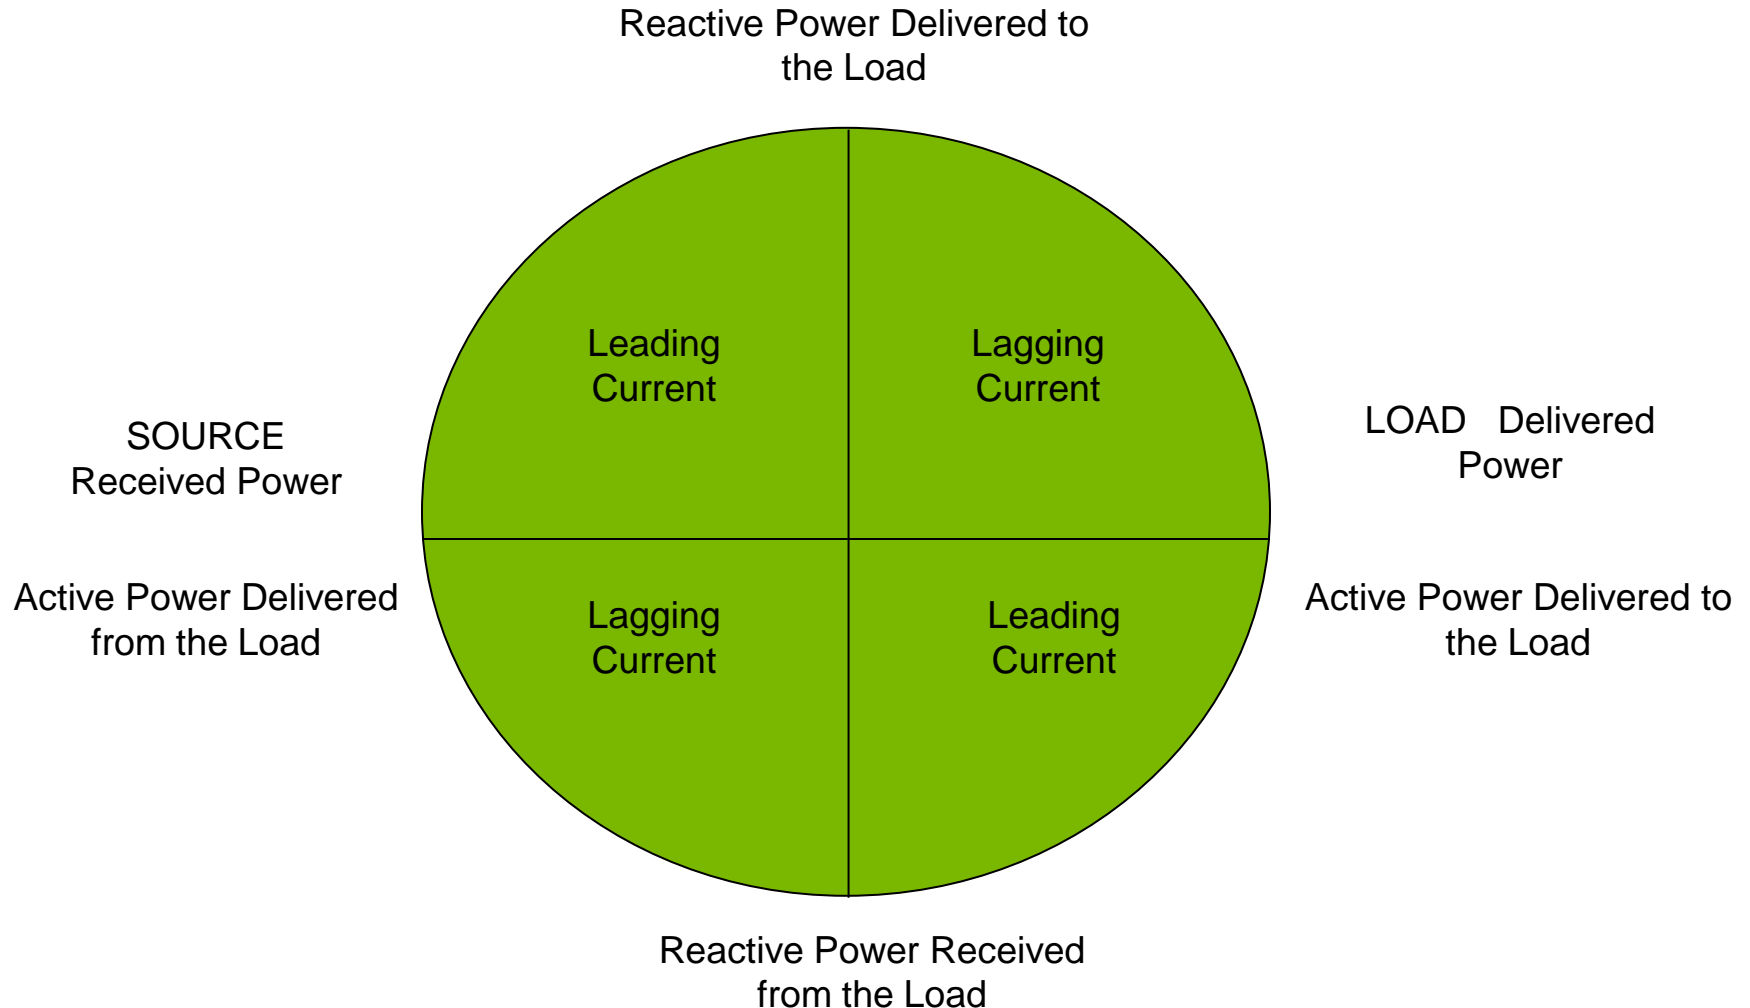 Reactive Power Delivered to
the Load
Leading
Current
Lagging
Current
SOURCE
Received Power
LOAD Delivered
Power
Active Power Delivered
from the Load
Lagging
Current
Leading
Current
Active Power Delivered to
the Load
Reactive Power Received
from the Load